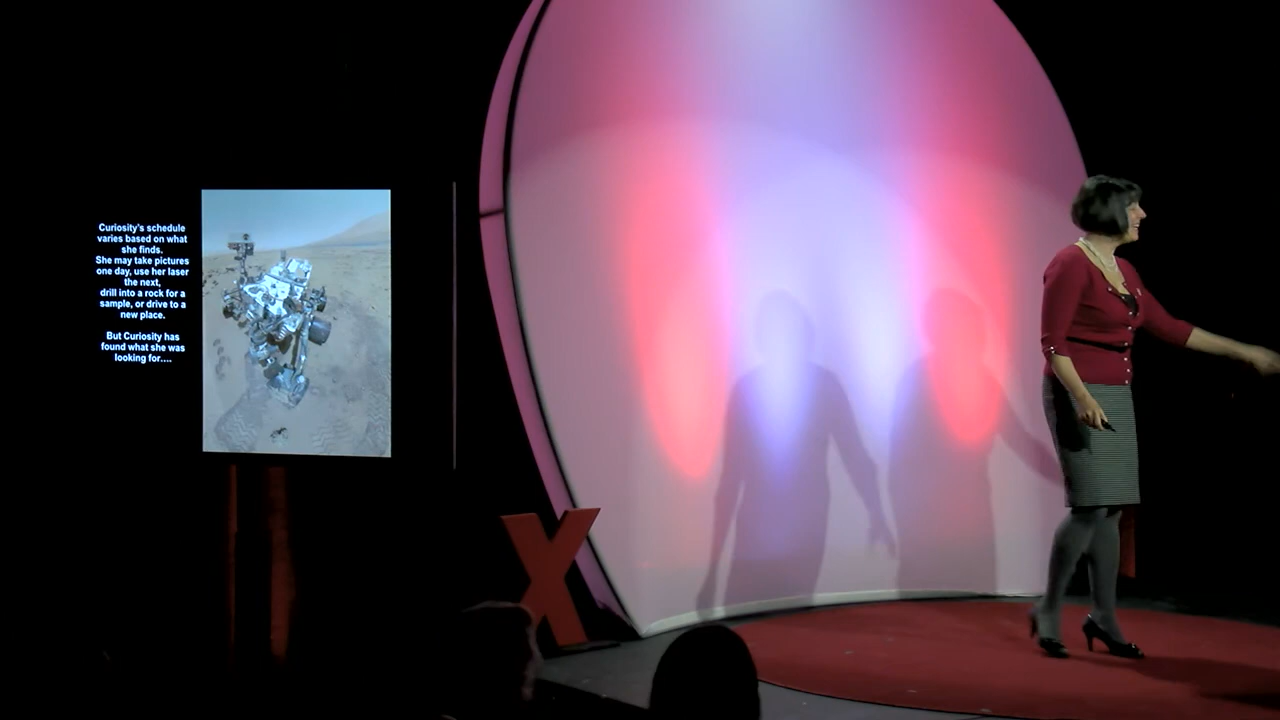 Curiosity's schedule
varies based on what
she finds.
She may take pictures
one day, use her laser
the next,
drill into a rock for a
sample, or drive to a
new place.
But Curiosity has
found what she was
looking for....
X